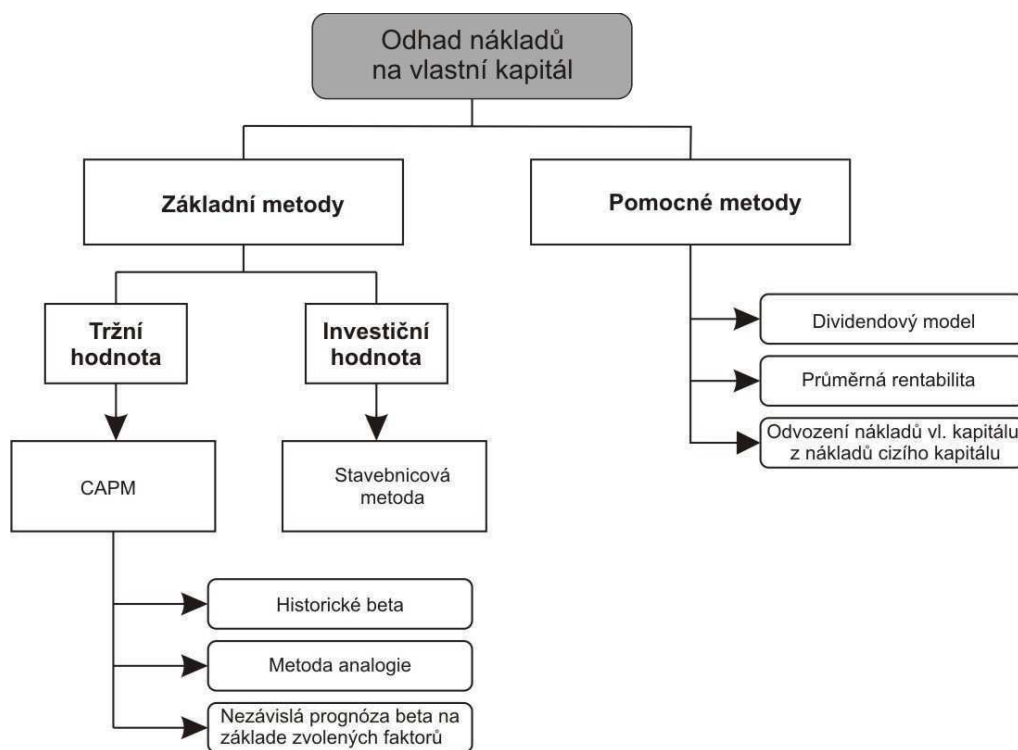 Odhad nákladů
na vlastní kapitál
Základní metody
Pomocné metody
Tržní
hodnota
Investiční
hodnota
Dividendový model
Průměrná rentabilita
Odvození nákladů vl. kapitálu
z nákladů cizího kapitálu
CAPM
Stavebnicová
metoda
Historické beta
Metoda analogie
Nezávislá prognóza beta na
základe zvolených faktorů